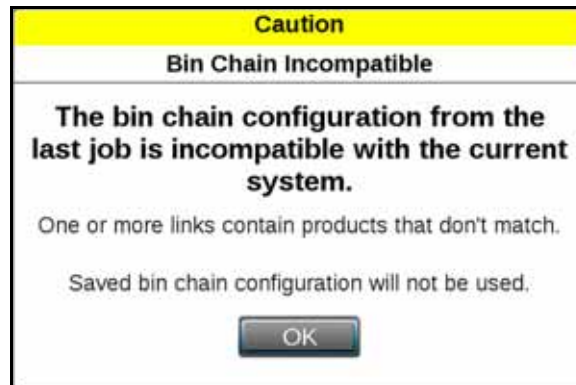 Caution
Bin Chain Incompatible
The bin chain configuration from the
last job is incompatible with the current
system.
One or more links contain products that don't match.
Saved bin chain configuration will not be used.
OK